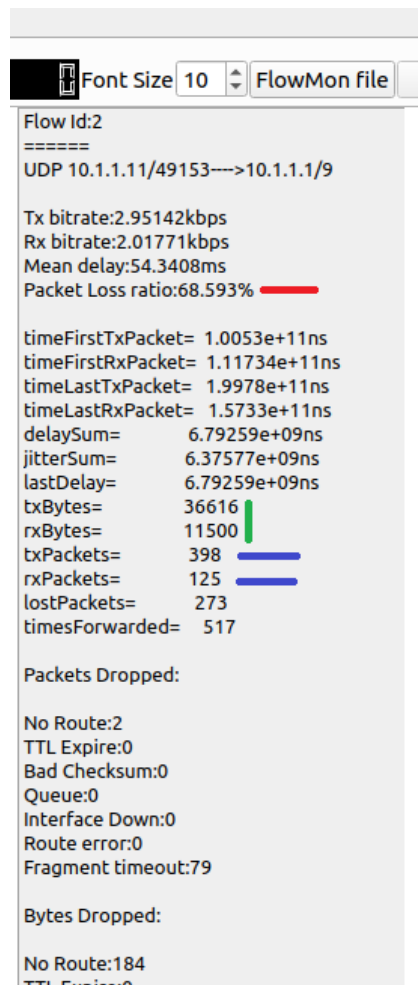 Font Size 10 FlowMon file
Flow Id:2
======
UDP 10.1.1.11/49153---->10.1.1.1/9
Tx bitrate:2.95142kbps
Rx bitrate:2.01771kbps
Mean delay:54.3408ms
Packet Loss ratio:68.593%
timeFirstTxPacket= 1.0053e+11ns
timeFirstRxPacket= 1.11734e+11ns
timeLastTxPacket= 1.9978e+11ns
timeLastRxPacket= 1.5733e+11ns
delaySum= 6.79259e+09ns
jitterSum= 6.37577e+09ns
lastDelay= 6.79259e+09ns
txBytes= 36616
rxBytes= 11500
txPackets= 398
rxPackets= 125
lostPackets= 273
timesForwarded= 517
Packets Dropped:
No Route:2
TTL Expire:0
Bad Checksum:0
Queue:0
Interface Down:0
Route error:0
Fragment timeout:79
Bytes Dropped:
No Route:184
TTL Expire:0